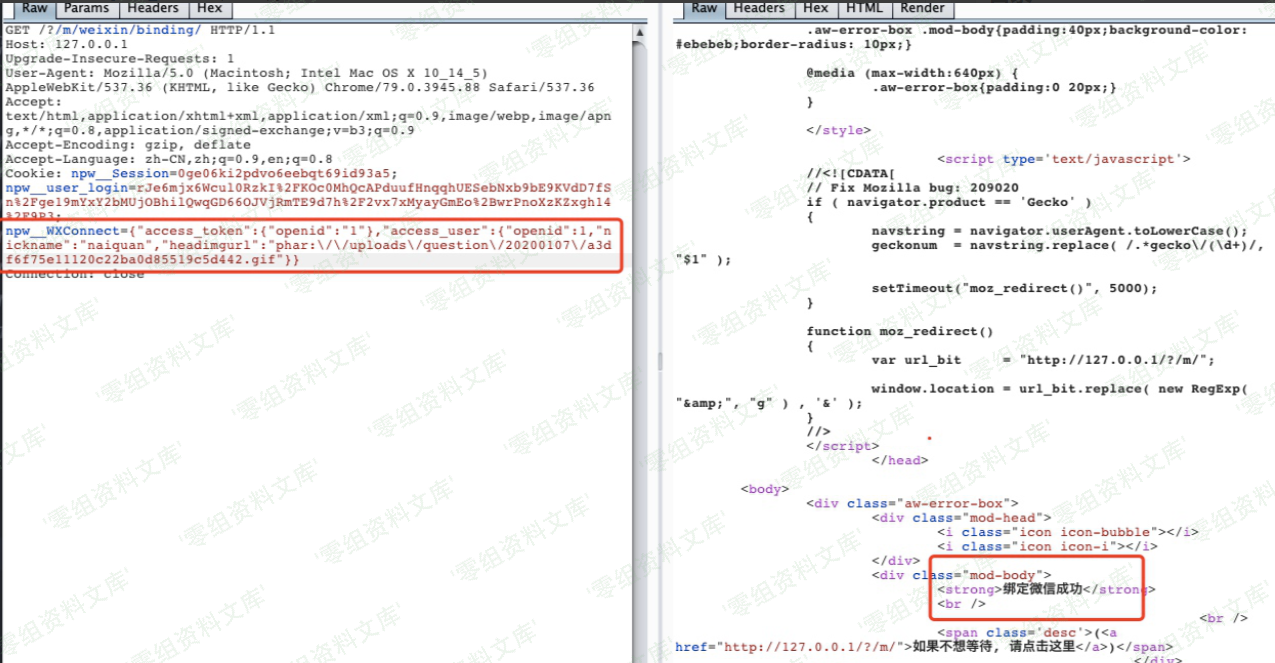 Raw Params Headers Hex
GET /?/m/weixin/binding/ HTTP/1.1
Host: 127.0.0.1
Upgrade-Insecure-Requests: 1
User-Agent: Mozilla/5.0 (Macintosh; Intel Mac OS X 10_14_5)
AppleWebKit/537.36 (KHTML, like Gecko) Chrome/79.0.3945.88 Safari/537.36
Accept:
text/html,application/xhtml+xml,application/xml;q=0.9,image/webp,image/apn
g,*/*;q=0.8,application/signed-exchange;v=b3;q=0.9
Accept-Encoding: gzip, deflate
Accept-Language: zh-CN,zh;q=0.9,en;q=0.8
Cookie: npw__Session=0ge06ki2pdvo6eebqt69id93a5;
npw__user_login=rJe6mjx6Wcul0RzkI%2FKOc0MhQcAPduufHnqqhUESebNxb9bE9KVdD7fS
n%2Fgel9mYxY2bMUjOBhilQwqGD66OJVjRmTE9d7h%2F2vx7xMyayGmEo%2BwrPnoXzKZxghl4
%2F9P3;
npw__WXConnect={"access_token":{"openid":"1"},"access_user":{"openid":1,"n
ickname":"naiquan","headimgurl":"phar:\/\/uploads\/question\/20200107\/a3d
f6f75e11120c22ba0d85519c5d442.gif"}}
Connection: close
Raw Headers Hex HTML Render
.aw-error-box .mod-body{padding:40px;background-color:
#ebebeb;border-radius: 10px;}
@media (max-width:640px) {
.aw-error-box{padding:0 20px;}
}
</style>
<script type='text/javascript'>
//<![CDATA[
// Fix Mozilla bug: 209020
if ( navigator.product == 'Gecko' )
{
navstring = navigator.userAgent.toLowerCase();
geckonum = navstring.replace( /.*gecko\/(\d+)/,
"$1" );
setTimeout("moz_redirect()", 5000);
}
function moz_redirect()
{
var url_bit = "http://127.0.0.1/?/m/";
window.location = url_bit.replace( new RegExp(
"&amp;", "g" ) , '&' );
}
//>
</script>
</head>
<body>
<div class="aw-error-box">
<div class="mod-head">
<i class="icon icon-bubble"></i>
<i class="icon icon-i"></i>
</div>
<div class="mod-body">
<strong>绑定微信成功</strong>
<br />
<br />
<span class='desc'>(<a
href="http://127.0.0.1/?/m/">如果不想等待, 请点击这里</a>)</span>
</div>
'零组资料文库'